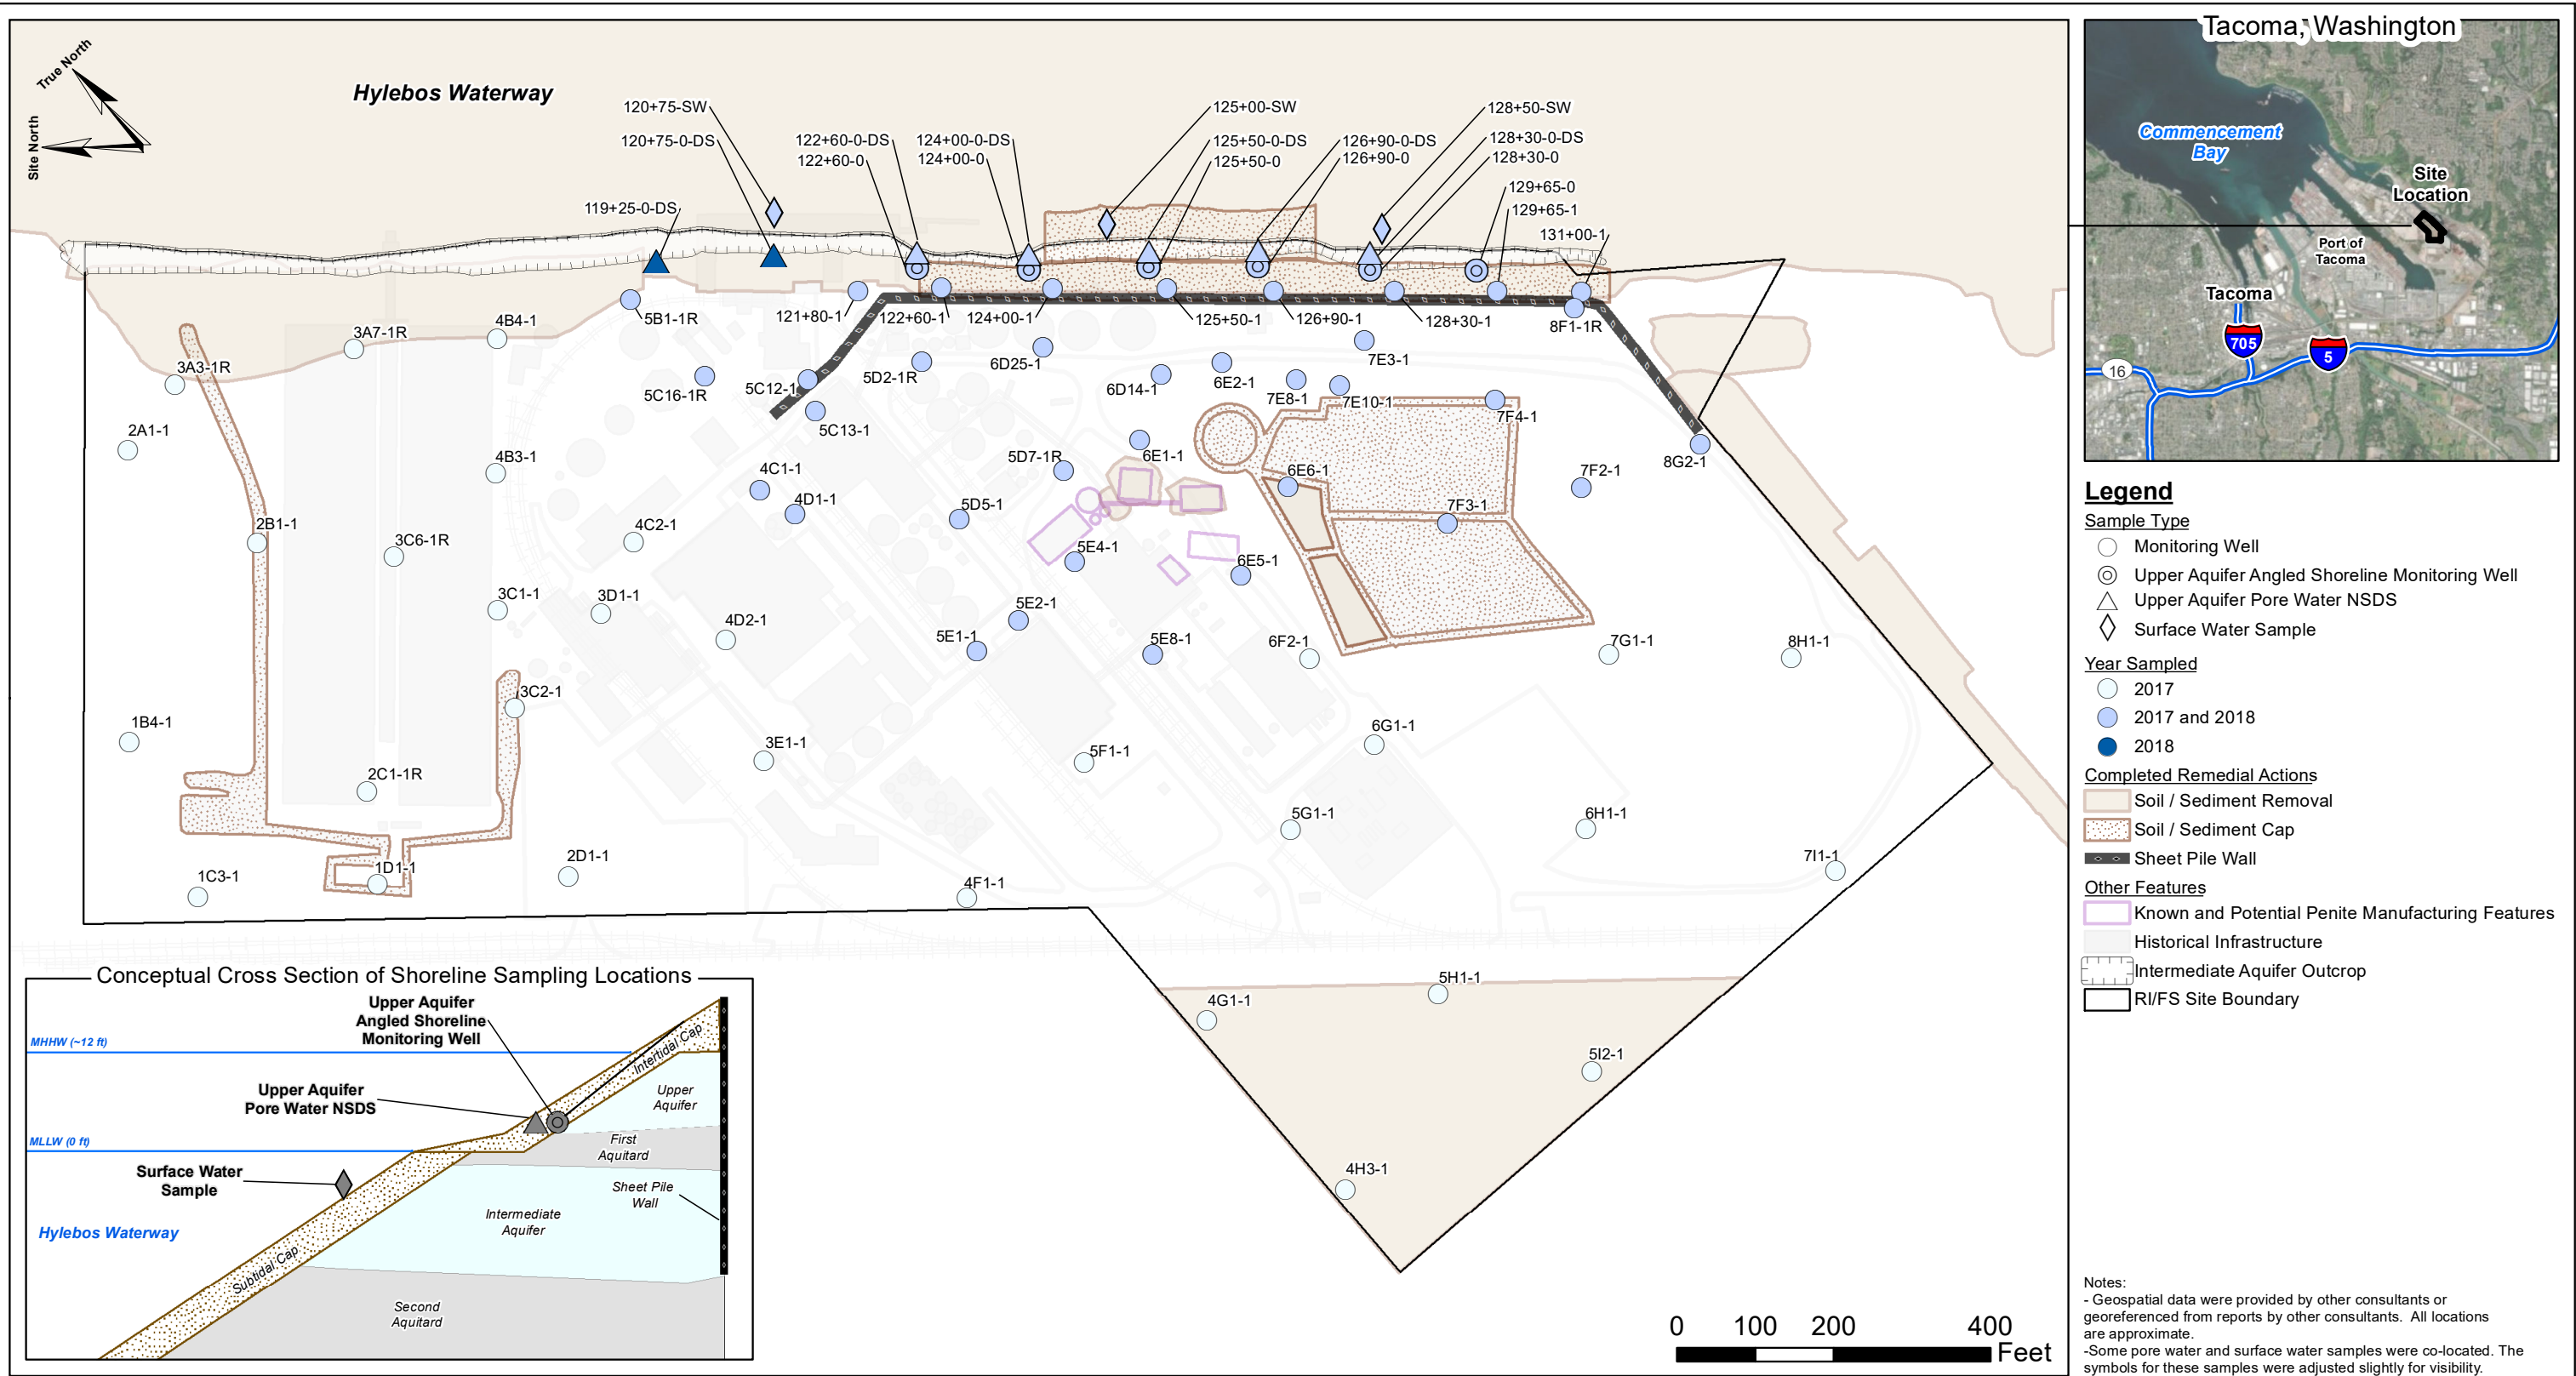 True North
Site North
Hylebos Waterway
120+75-SW
120+75-0-DS
119+25-0-DS
122+60-0-DS
122+60-0
124+00-0-DS
124+00-0
125+00-SW
125+50-0-DS
125+50-0
126+90-0-DS
126+90-0
128+50-SW
128+30-0-DS
128+30-0
129+65-0
129+65-1
131+00-1
5B1-1R
121+80-1
122+60-1
124+00-1
125+50-1
126+90-1
128+30-1
8F1-1R
3A7-1R
4B4-1
3A3-1R
2A1-1
5C16-1R
5C12-1
5C13-1
5D2-1R
6D25-1
6D14-1
6E2-1
7E3-1
7E8-1
7E10-1
7F4-1
8G2-1
4B3-1
4C1-1
4D1-1
5D7-1R
6E1-1
6E6-1
7F2-1
7F3-1
2B1-1
3C6-1R
4C2-1
5D5-1
5E4-1
6E5-1
3C1-1
3D1-1
4D2-1
5E2-1
5E1-1
5E8-1
6F2-1
7G1-1
8H1-1
3C2-1
1B4-1
3E1-1
5F1-1
6G1-1
2C1-1R
5G1-1
6H1-1
7I1-1
1D1-1
2D1-1
1C3-1
4F1-1
4G1-1
5H1-1
5I2-1
4H3-1
Conceptual Cross Section of Shoreline Sampling Locations
Upper Aquifer
Angled Shoreline
Monitoring Well
MHHW (~12 ft)
Intertidal Cap
Upper Aquifer
Pore Water NSDS
Upper
Aquifer
MLLW (0 ft)
First
Aquitard
Surface Water
Sample
Sheet Pile
Wall
Intermediate
Aquifer
Hylebos Waterway
Subtidal Cap
Second
Aquitard
0 100 200 400
Feet
Tacoma, Washington
Commencement
Bay
Site
Location
Port of
Tacoma
Tacoma
705
5
16
Legend
Sample Type
Monitoring Well
Upper Aquifer Angled Shoreline Monitoring Well
Upper Aquifer Pore Water NSDS
Surface Water Sample
Year Sampled
2017
2017 and 2018
2018
Completed Remedial Actions
Soil / Sediment Removal
Soil / Sediment Cap
Sheet Pile Wall
Other Features
Known and Potential Penite Manufacturing Features
Historical Infrastructure
Intermediate Aquifer Outcrop
RI/FS Site Boundary
Notes:
- Geospatial data were provided by other consultants or
georeferenced from reports by other consultants. All locations
are approximate.
-Some pore water and surface water samples were co-located. The
symbols for these samples were adjusted slightly for visibility.